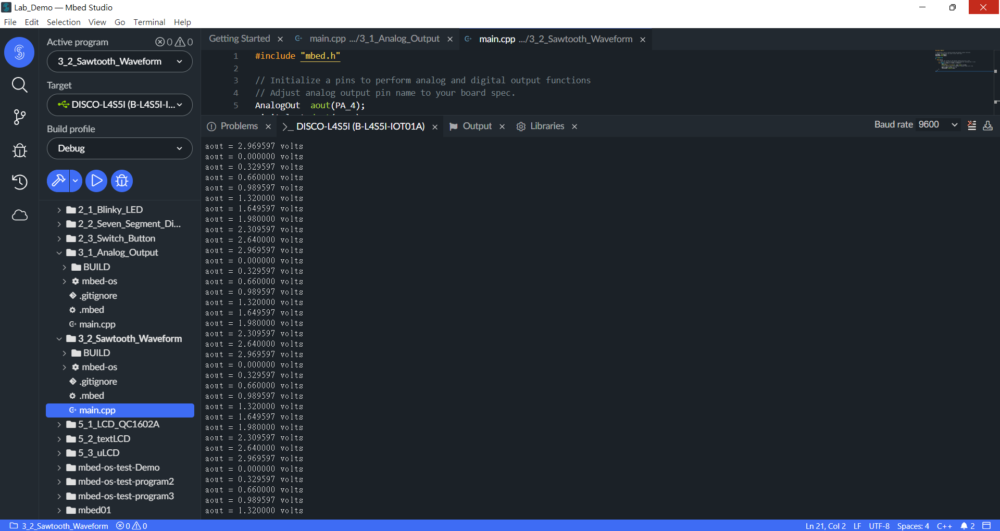 Lab_Demo — Mbed Studio
File Edit Selection View Go Terminal Help
Active program 0 0
3_2_Sawtooth_Waveform
Target
DISCO-L4S5I (B-L4S5I-I...
Build profile
Debug
2_1_Blinky_LED
2_2_Seven_Segment_Di...
2_3_Switch_Button
3_1_Analog_Output
BUILD
mbed-os
.gitignore
.mbed
main.cpp
3_2_Sawtooth_Waveform
BUILD
mbed-os
.gitignore
.mbed
main.cpp
5_1_LCD_QC1602A
5_2_textLCD
5_3_uLCD
mbed-os-test-Demo
mbed-os-test-program2
mbed-os-test-program3
mbed01
Getting Started main.cpp .../3_1_Analog_Output main.cpp .../3_2_Sawtooth_Waveform
1 #include "mbed.h"
2
3 // Initialize a pins to perform analog and digital output functions
4 // Adjust analog output pin name to your board spec.
5 AnalogOut aout(PA_4);
Problems >_ DISCO-L4S5I (B-L4S5I-IOT01A) Output Libraries Baud rate 9600
aout = 2.969597 volts
aout = 0.000000 volts
aout = 0.329597 volts
aout = 0.660000 volts
aout = 0.989597 volts
aout = 1.320000 volts
aout = 1.649597 volts
aout = 1.980000 volts
aout = 2.309597 volts
aout = 2.640000 volts
aout = 2.969597 volts
aout = 0.000000 volts
aout = 0.329597 volts
aout = 0.660000 volts
aout = 0.989597 volts
aout = 1.320000 volts
aout = 1.649597 volts
aout = 1.980000 volts
aout = 2.309597 volts
aout = 2.640000 volts
aout = 2.969597 volts
aout = 0.000000 volts
aout = 0.329597 volts
aout = 0.660000 volts
aout = 0.989597 volts
aout = 1.320000 volts
aout = 1.649597 volts
aout = 1.980000 volts
aout = 2.309597 volts
aout = 2.640000 volts
aout = 2.969597 volts
aout = 0.000000 volts
aout = 0.329597 volts
aout = 0.660000 volts
aout = 0.989597 volts
aout = 1.320000 volts
3_2_Sawtooth_Waveform 0 0 Ln 21, Col 2 LF UTF-8 Spaces: 4 C++ 2